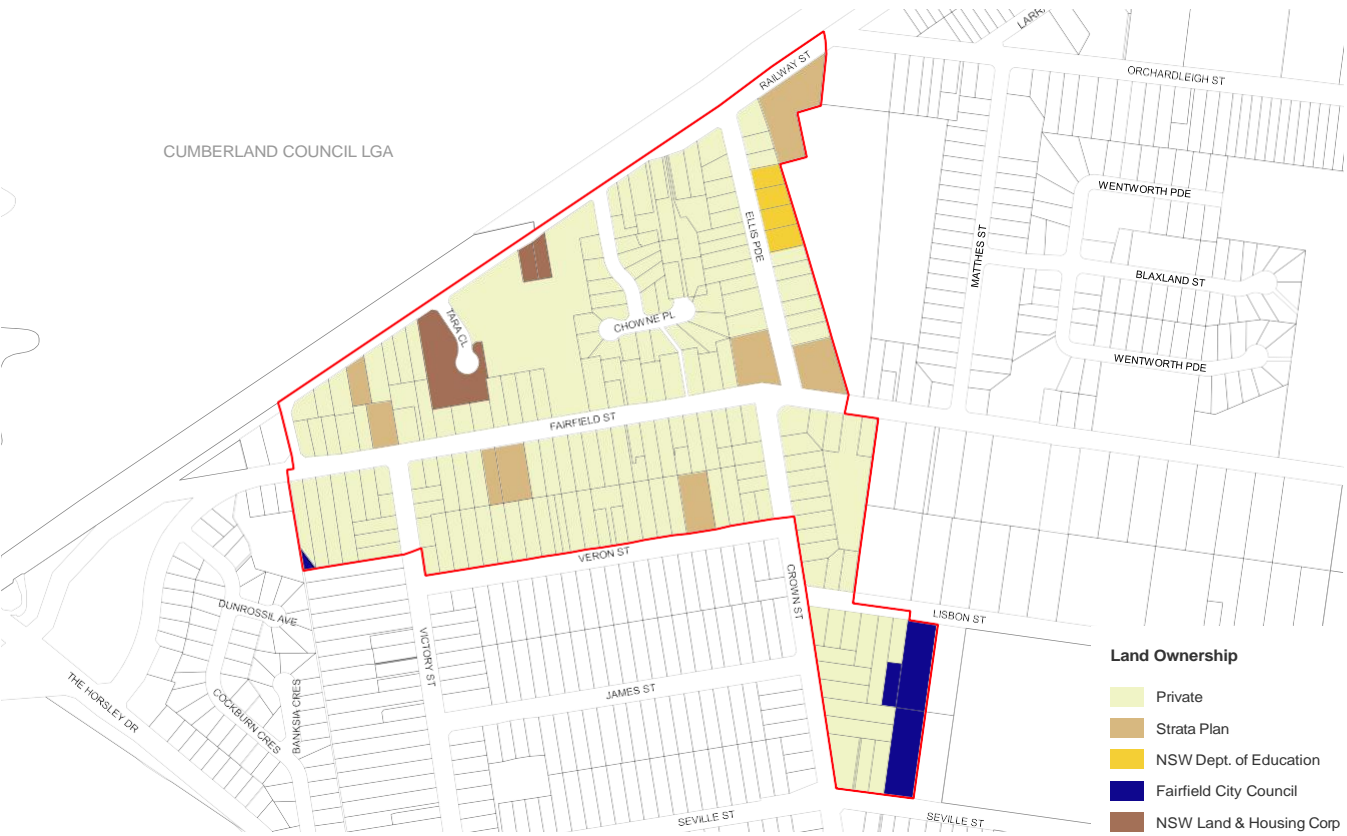 LARR
RAILWAY ST
ORCHARDLEIGH ST
CUMBERLAND COUNCIL LGA
WENTWORTH PDE
ELLIS PDE
MATTHES ST
BLAXLAND ST
TARA CL
CHOWNE PL
WENTWORTH PDE
FAIRFIELD ST
VERON ST
CROWN ST
DUNROSSIL AVE
LISBON ST
VICTORY ST
THE HORSLEY DR
COCKBURN CRES
BANKSIA CRES
JAMES ST
SEVILLE ST
SEVILLE ST
Land Ownership
Private
Strata Plan
NSW Dept. of Education
Fairfield City Council
NSW Land & Housing Corp